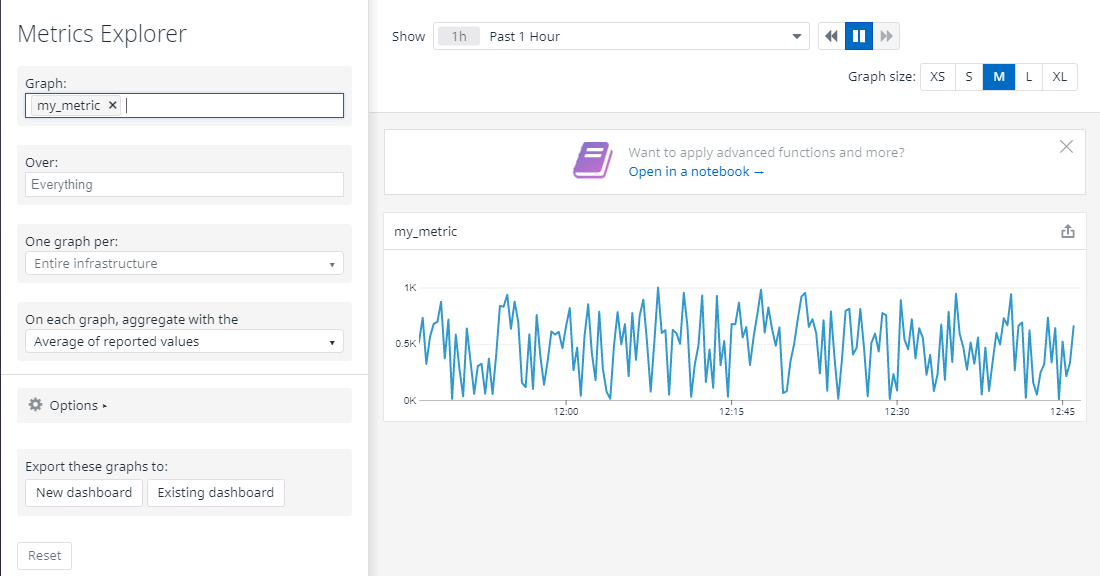 Metrics Explorer
Graph:
my_metric ×
Over:
Everything
One graph per:
Entire infrastructure
On each graph, aggregate with the
Average of reported values
Options
Export these graphs to:
New dashboard Existing dashboard
Reset
Show 1h Past 1 Hour
Graph size: XS S M L XL
Want to apply advanced functions and more?
Open in a notebook →
my_metric
1K
0.5K
0K
12:00 12:15 12:30 12:45